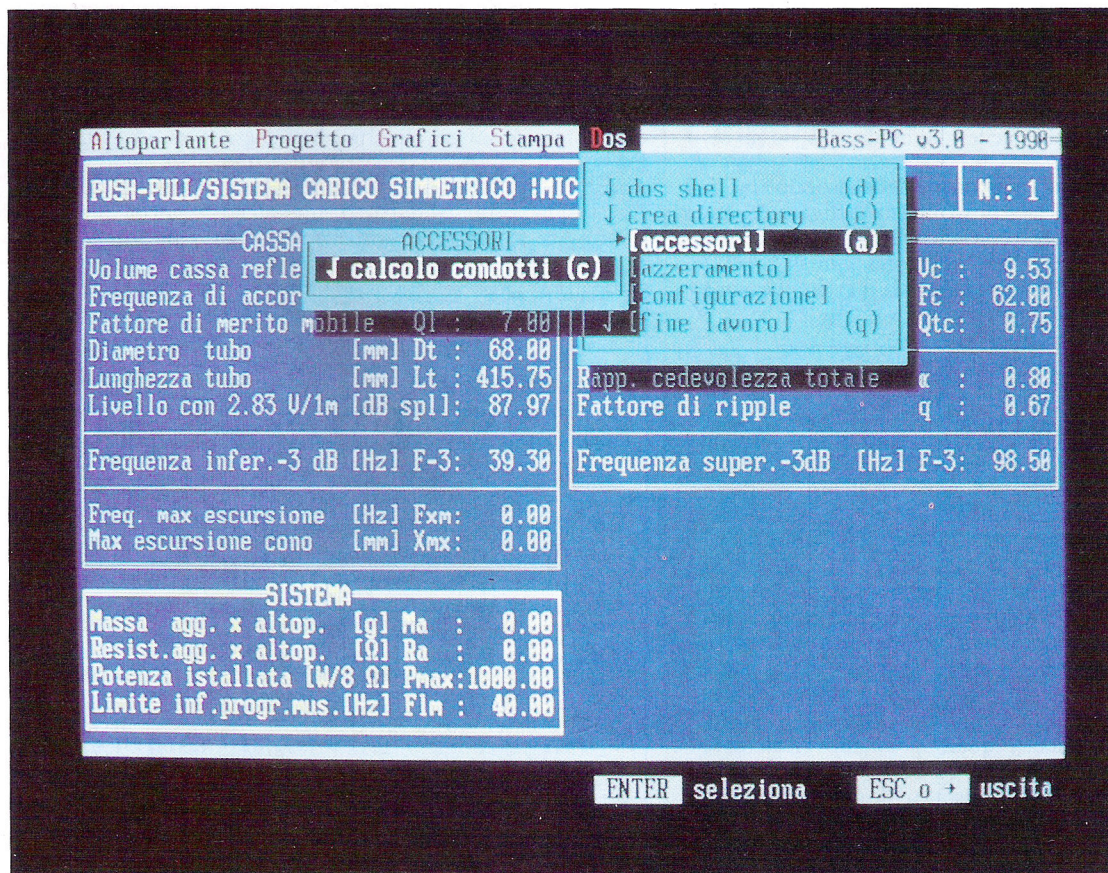 Altoparlante Progetto Grafici Stampa Dos Bass-PC v3.0 - 1990
PUSH-PULL/SISTEMA CARICO SIMMETRICO :MIC N.: 1
√ dos shell (d)
√ crea directory (c)
[accessori] (a)
[azzeramento]
[configurazione]
√ [fine lavoro] (q)
ACCESSORI
√ calcolo condotti (c)
CASSA
Volume cassa refle
Frequenza di accor
Fattore di merito mobile Ql : 7.00
Diametro tubo [mm] Dt : 68.00
Lunghezza tubo [mm] Lt : 415.75
Livello con 2.83 V/1m [dB spl]: 87.97
Frequenza infer.-3 dB [Hz] F-3: 39.30
Freq. max escursione [Hz] Fxm: 0.00
Max escursione cono [mm] Xmx: 0.00
Vc : 9.53
Fc : 62.00
Qtc: 0.75
Rapp. cedevolezza totale α : 0.80
Fattore di ripple q : 0.67
Frequenza super.-3dB [Hz] F-3: 98.50
SISTEMA
Massa agg. x altop. [g] Ma : 0.00
Resist.agg. x altop. [Ω] Ra : 0.00
Potenza istallata [W/8 Ω] Pmax:1000.00
Limite inf.progr.mus.[Hz] Flm : 40.00
ENTER seleziona ESC o → uscita